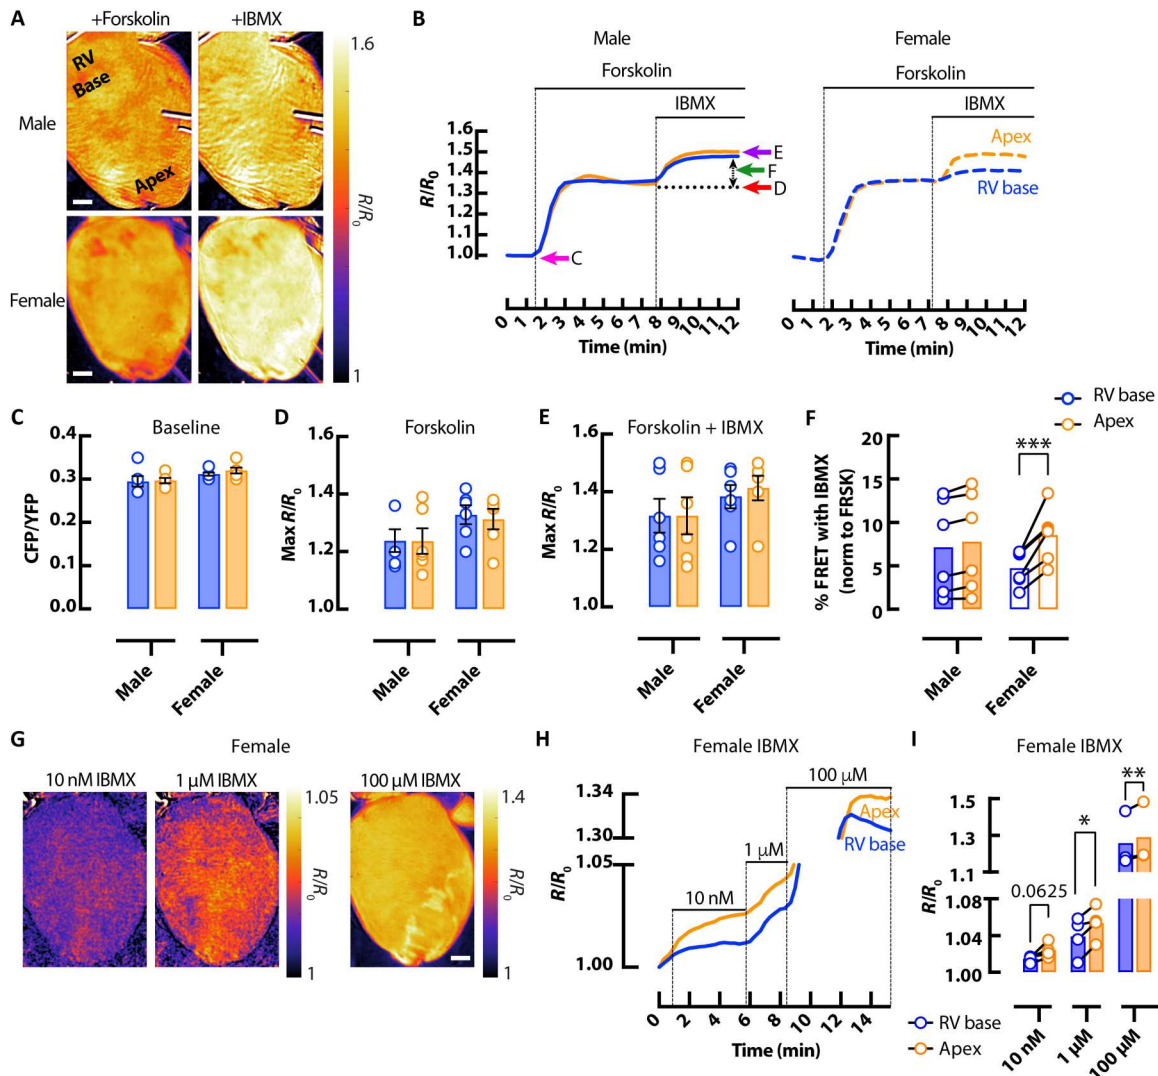 A
+Forskolin
+IBMX
RV
Base
Apex
Male
Female
1.6
R/R0
1
B
Male
Forskolin
IBMX
1.6
1.5
1.4
1.3
1.2
1.1
1.0
R/R0
E
F
D
C
0 1 2 3 4 5 6 7 8 9 10 11 12
Time (min)
Female
Forskolin
IBMX
Apex
RV base
0 1 2 3 4 5 6 7 8 9 10 11 12
Time (min)
C
Baseline
0.4
0.3
0.2
0.1
0.0
CFP/YFP
Male
Female
D
Forskolin
1.6
1.4
1.2
1.0
Max R/R0
Male
Female
E
Forskolin + IBMX
1.6
1.4
1.2
1.0
Max R/R0
Male
Female
F
RV base
Apex
20
15
10
5
0
% FRET with IBMX
(norm to FRSK)
***
Male
Female
G
Female
10 nM IBMX
1 µM IBMX
100 µM IBMX
1.05
R/R0
1
1.4
R/R0
1
H
Female IBMX
1.34
1.30
1.05
1.00
R/R0
10 nM
1 µM
100 µM
Apex
RV base
0 2 4 6 8 10 12 14
Time (min)
I
Female IBMX
1.5
1.3
1.1
1.08
1.04
1.00
R/R0
0.0625
*
**
10 nM
1 µM
100 µM
RV base
Apex